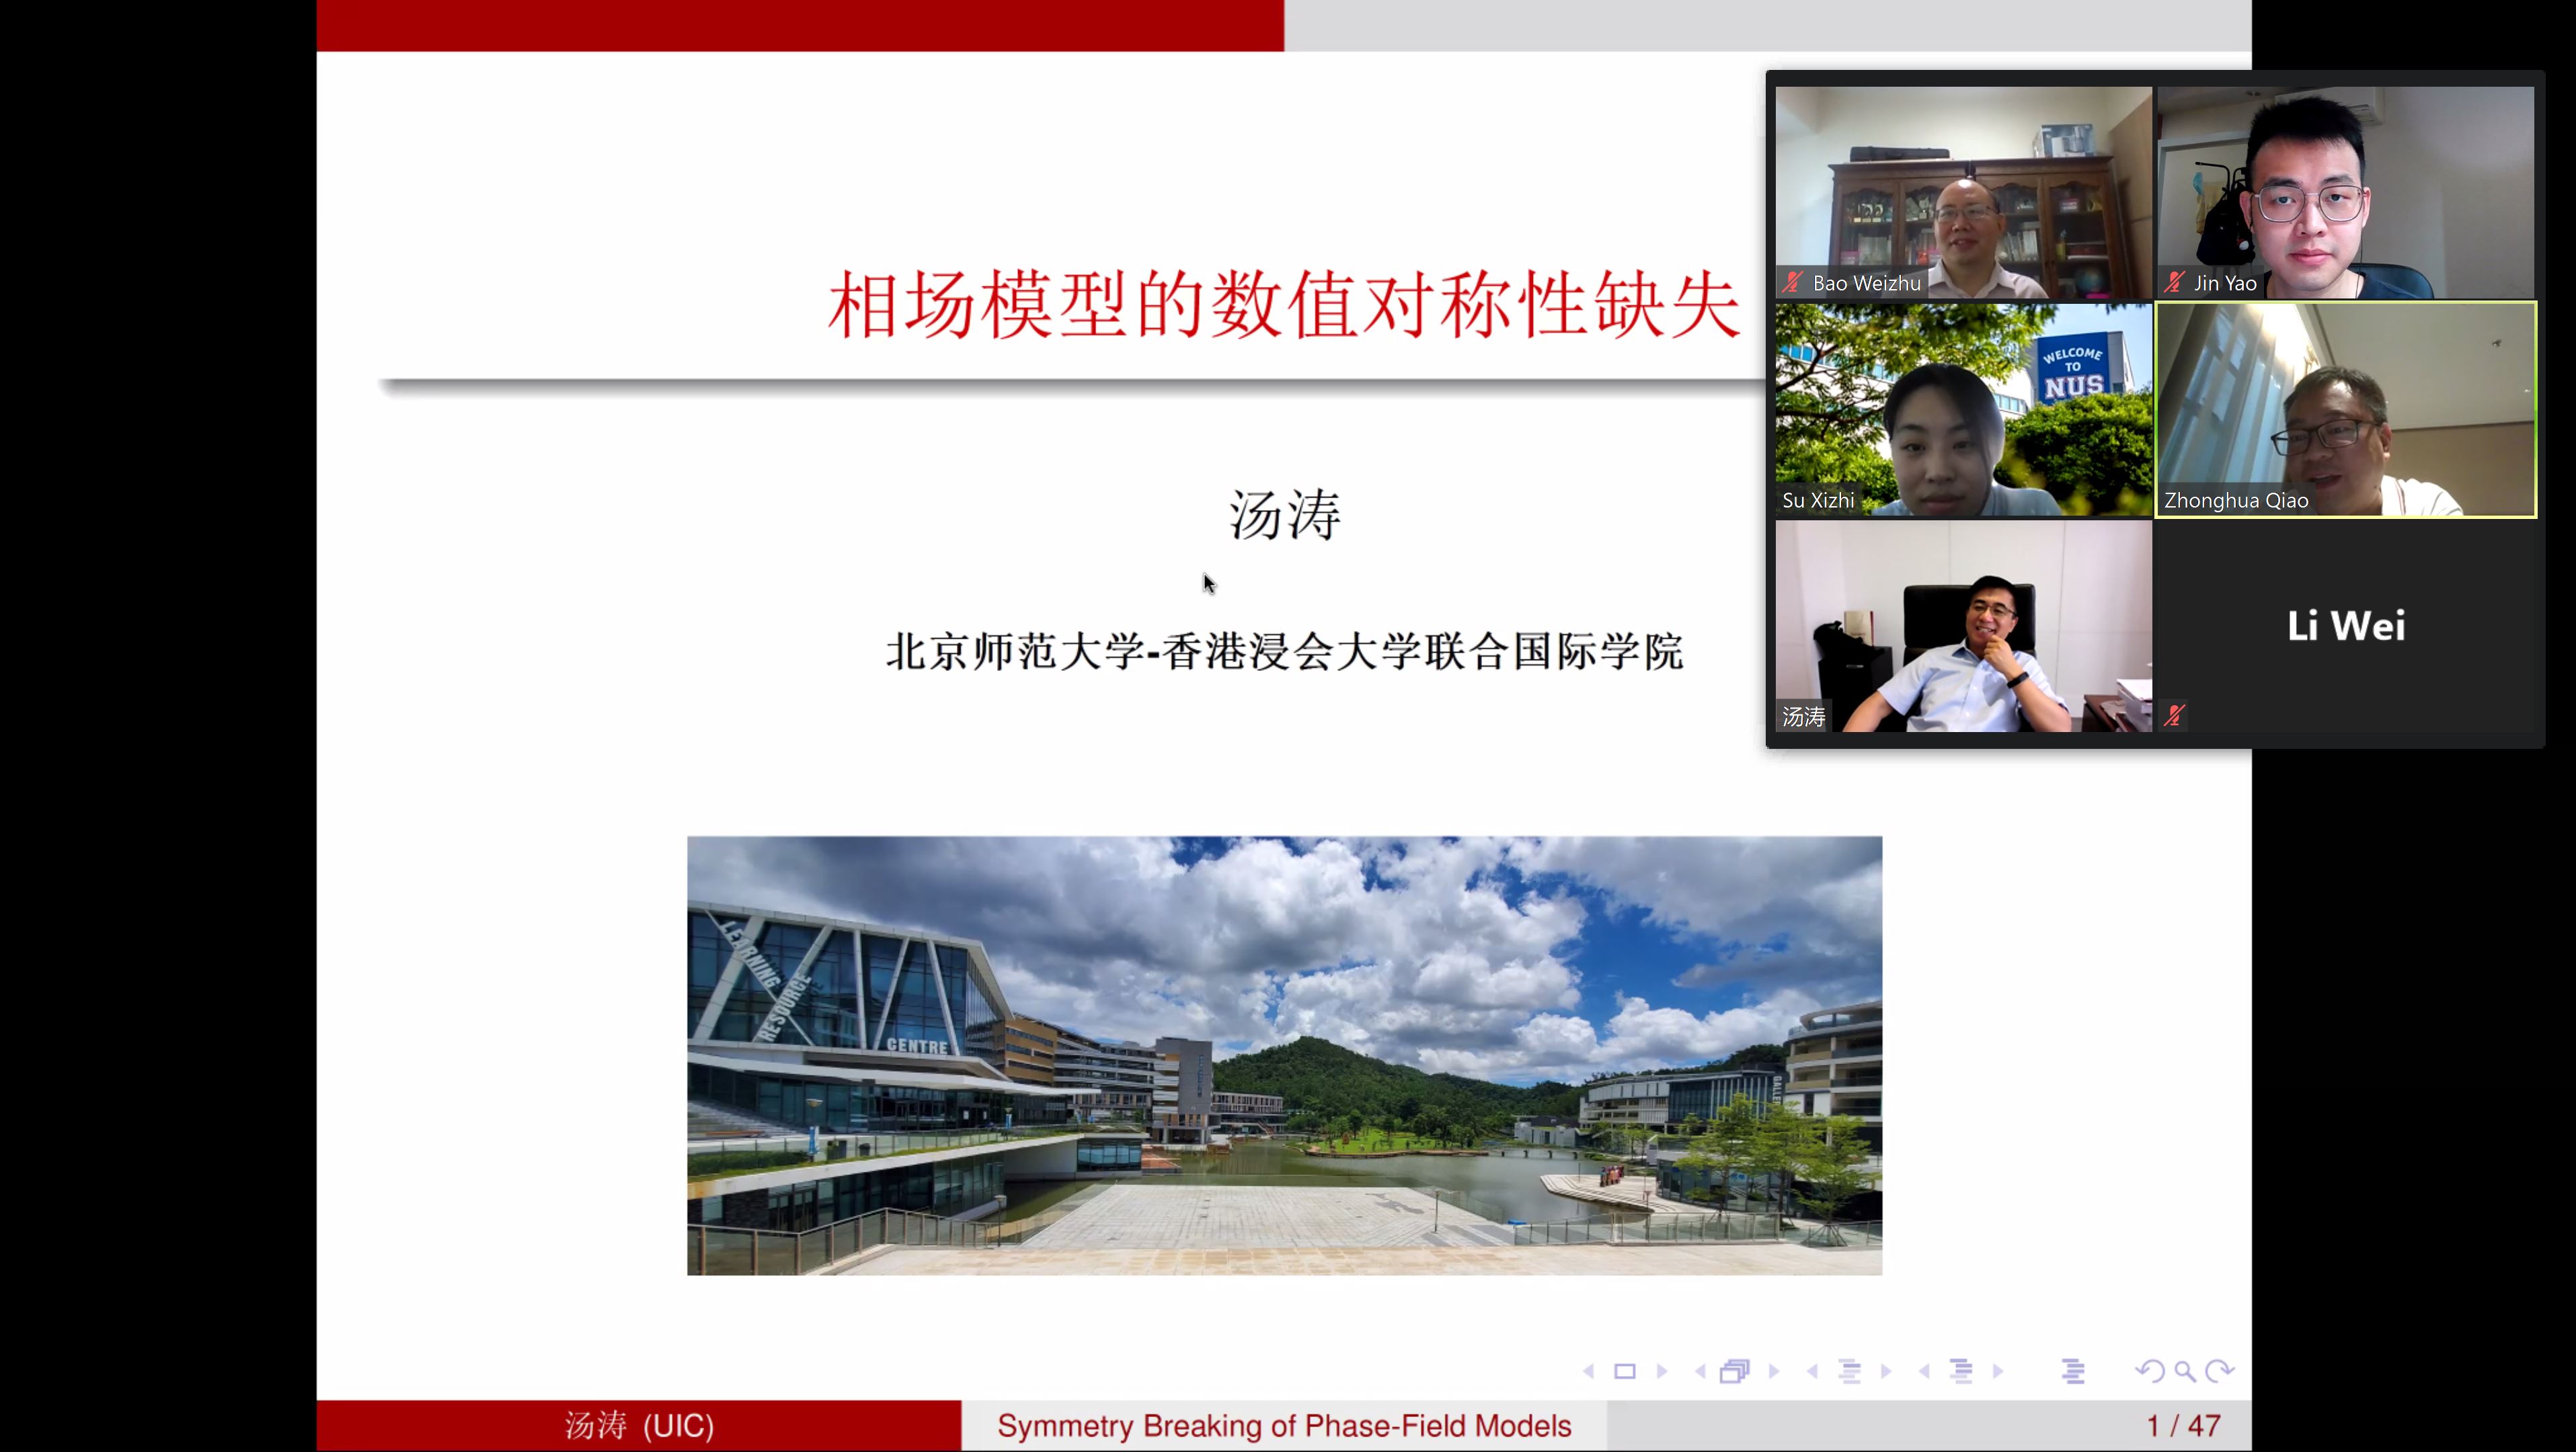 相场模型的数值对称性缺失
汤涛
北京师范大学-香港浸会大学联合国际学院
LEARNING
RESOURCE
CENTRE
汤涛 (UIC)
Symmetry Breaking of Phase-Field Models
1 / 47
Bao Weizhu
Jin Yao
WELCOME
TO
NUS
Su Xizhi
Zhonghua Qiao
汤涛
Li Wei